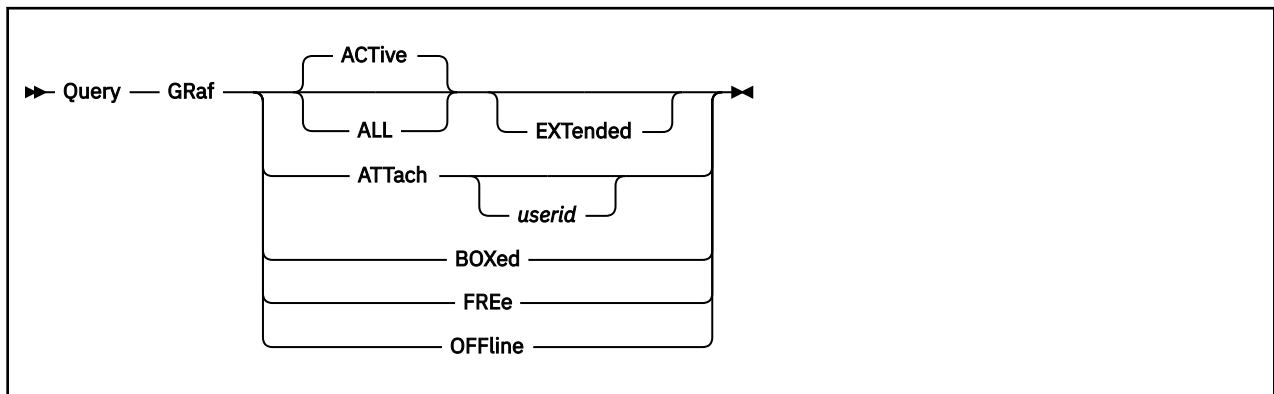 ACTive
Query GRaf
ALL EXTended
ATTach
userid
BOXed
FREe
OFFline